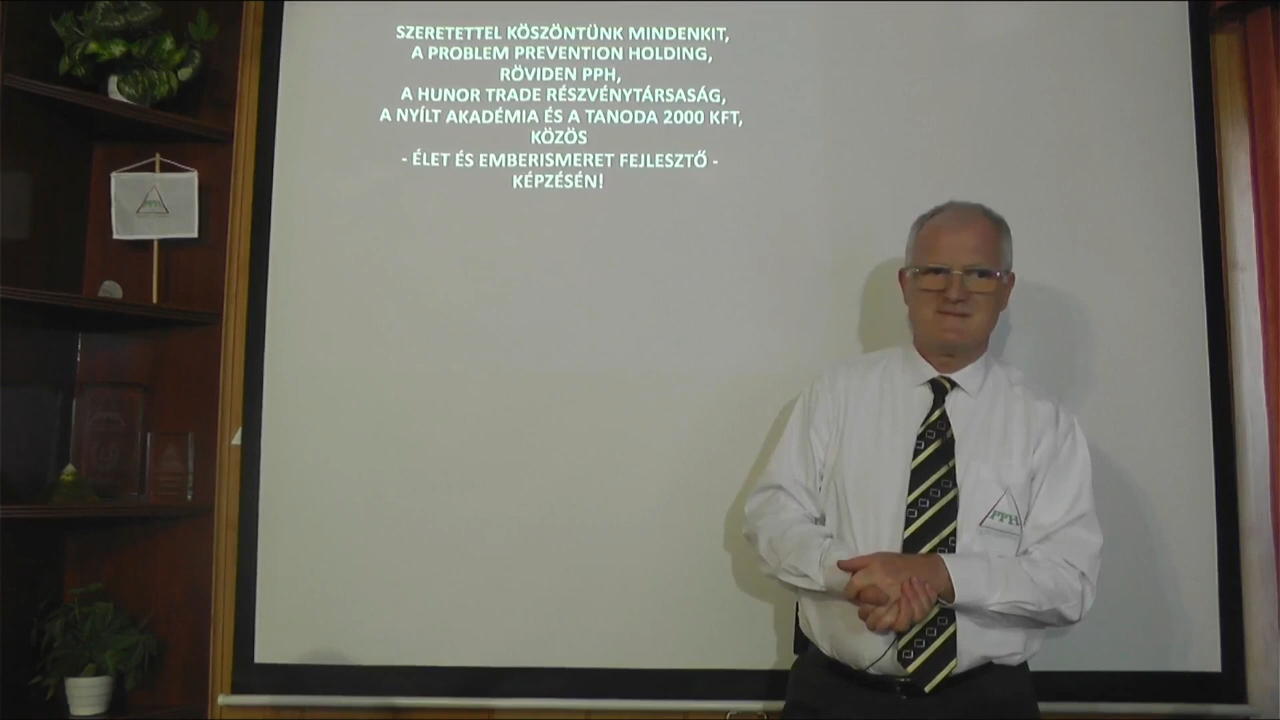 SZERETETTEL KÖSZÖNTÜNK MINDENKIT,
A PROBLEM PREVENTION HOLDING,
RÖVIDEN PPH,
A HUNOR TRADE RÉSZVÉNYTÁRSASÁG,
A NYÍLT AKADÉMIA ÉS A TANODA 2000 KFT,
KÖZÖS
- ÉLET ÉS EMBERISMERET FEJLESZTŐ -
KÉPZÉSÉN!
PPH
PPH